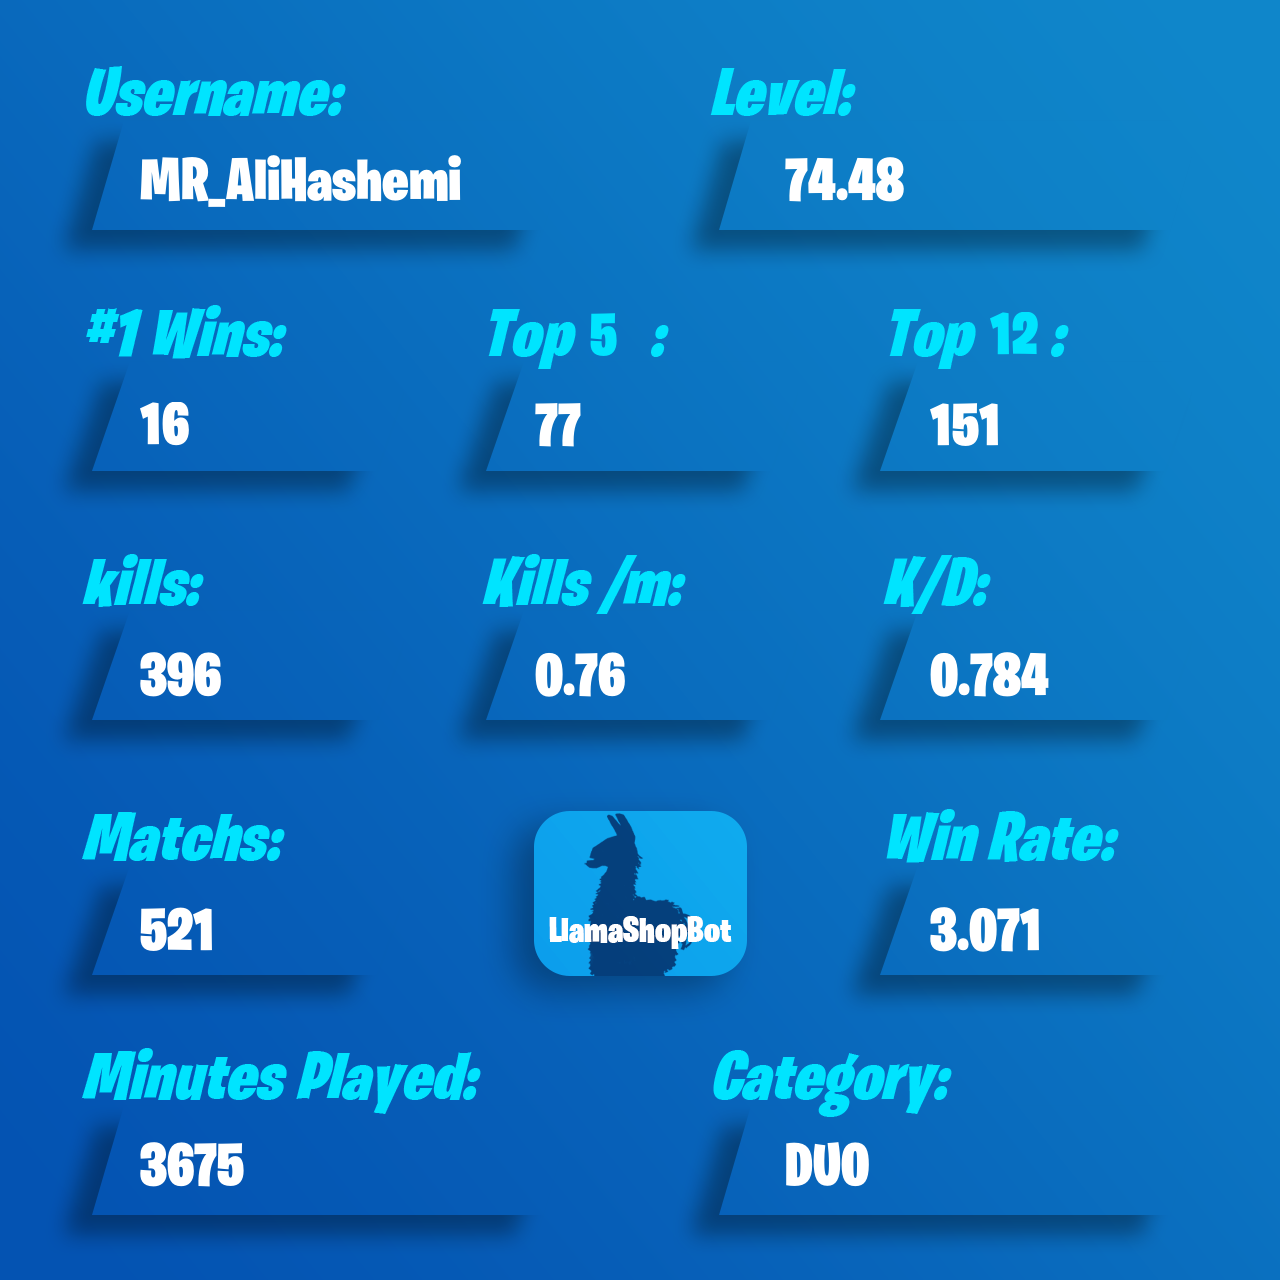 Username:
Level:
MR_AliHashemi
74.48
#1 Wins:
Top 5 :
Top 12 :
16
77
151
kills:
Kills /m:
K/D:
396
0.76
0.784
Matchs:
Win Rate:
521
LlamaShopBot
3.071
Minutes Played:
Category:
3675
DUO